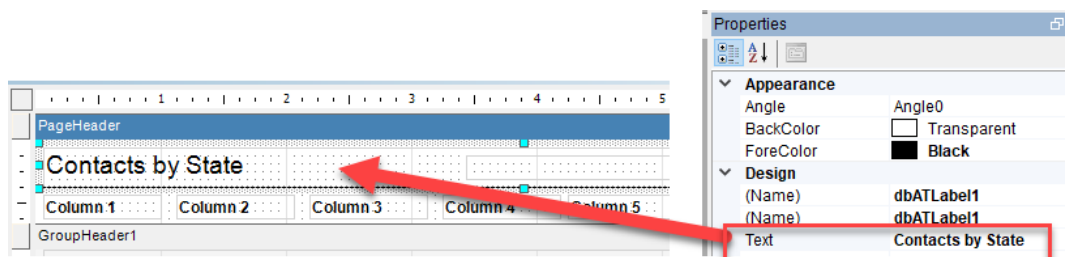 Properties
A
Z
Appearance
Angle Angle0
BackColor Transparent
ForeColor Black
Design
(Name) dbATLabel1
(Name) dbATLabel1
Text Contacts by State
1 2 3 4 5
PageHeader
Contacts by State
Column 1 Column 2 Column 3 Column 4 Column 5
GroupHeader1